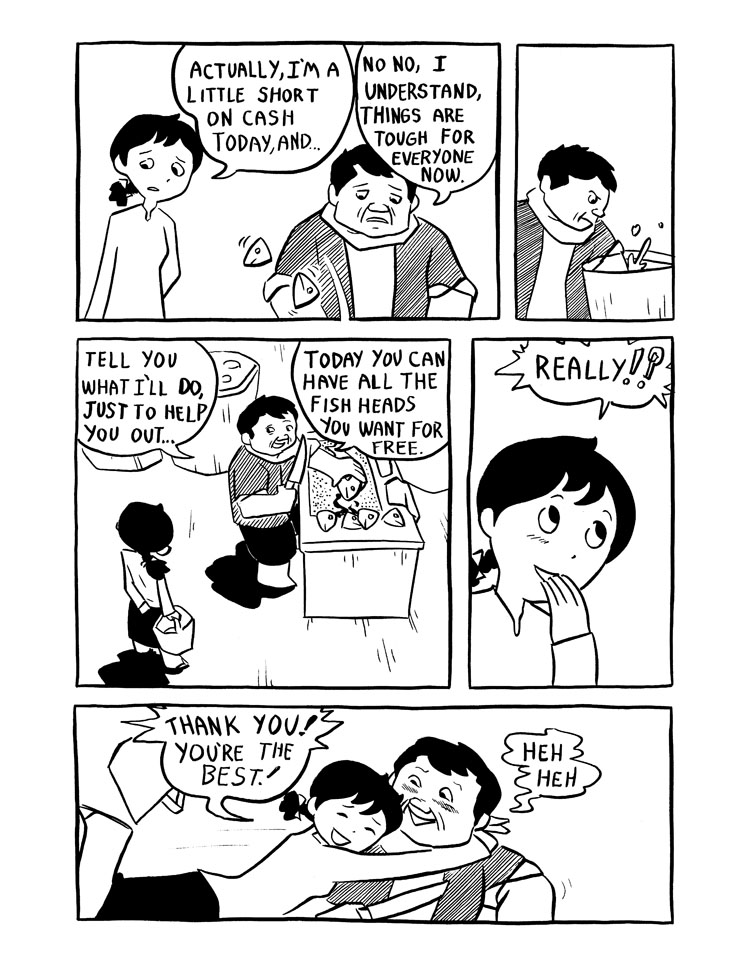 ACTUALLY, I'M A
LITTLE SHORT
ON CASH
TODAY, AND...
NO NO, I
UNDERSTAND,
THINGS ARE
TOUGH FOR
EVERYONE
NOW.
TELL YOU
WHAT I'LL DO,
JUST TO HELP
YOU OUT...
TODAY YOU CAN
HAVE ALL THE
FISH HEADS
YOU WANT FOR
FREE.
REALLY!!?
THANK YOU!
YOU'RE THE
BEST!
HEH
HEH